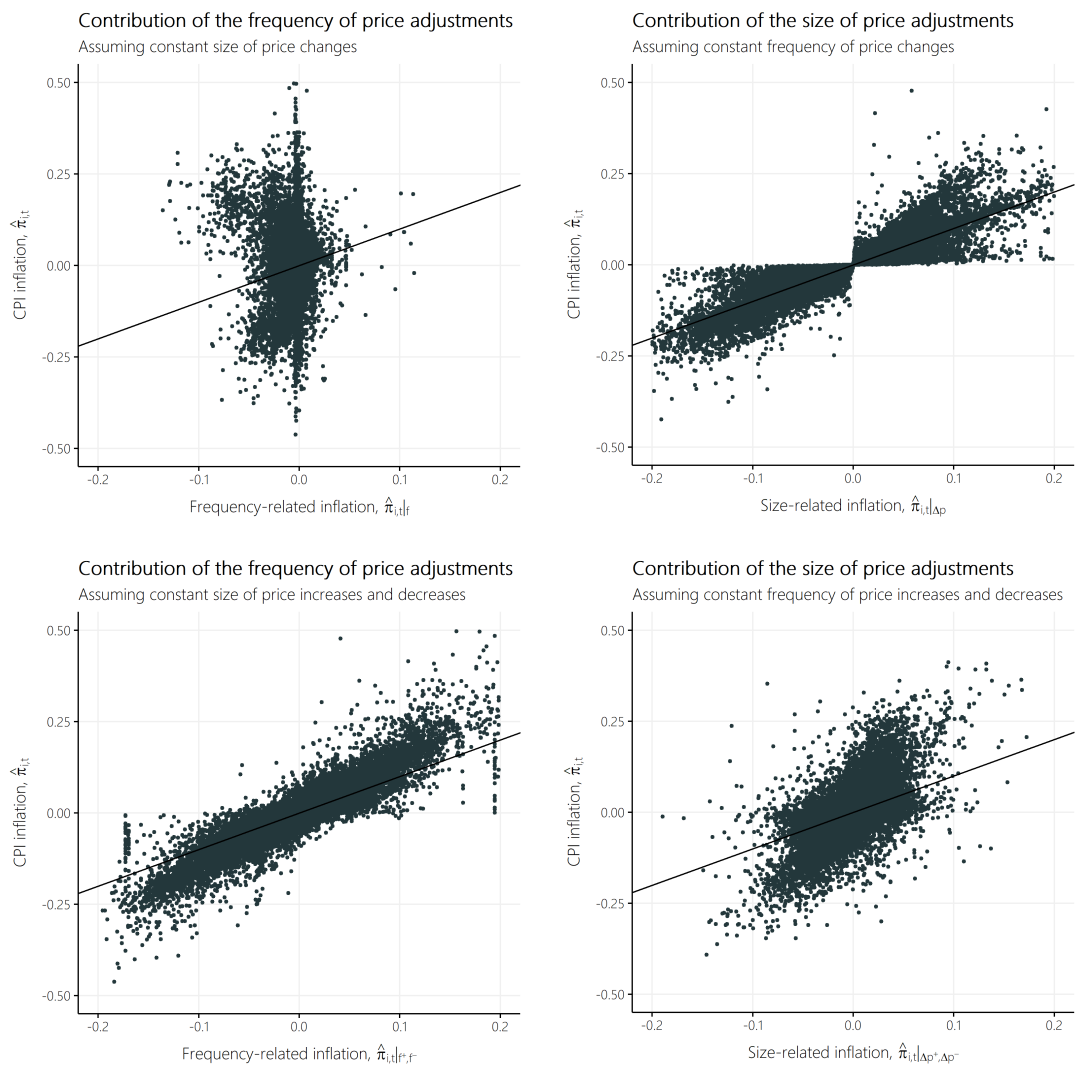 Contribution of the frequency of price adjustments
Assuming constant size of price changes
0.50
0.25
0.00
-0.25
-0.50
-0.2
-0.1
0.0
0.1
0.2
CPI inflation, π̂i,t
Frequency-related inflation, π̂i,t|f
Contribution of the size of price adjustments
Assuming constant frequency of price changes
0.50
0.25
0.00
-0.25
-0.50
-0.2
-0.1
0.0
0.1
0.2
CPI inflation, π̂i,t
Size-related inflation, π̂i,t|Δp
Contribution of the frequency of price adjustments
Assuming constant size of price increases and decreases
0.50
0.25
0.00
-0.25
-0.50
-0.2
-0.1
0.0
0.1
0.2
CPI inflation, π̂i,t
Frequency-related inflation, π̂i,t|f⁺,f⁻
Contribution of the size of price adjustments
Assuming constant frequency of price increases and decreases
0.50
0.25
0.00
-0.25
-0.50
-0.2
-0.1
0.0
0.1
0.2
CPI inflation, π̂i,t
Size-related inflation, π̂i,t|Δp⁺,Δp⁻